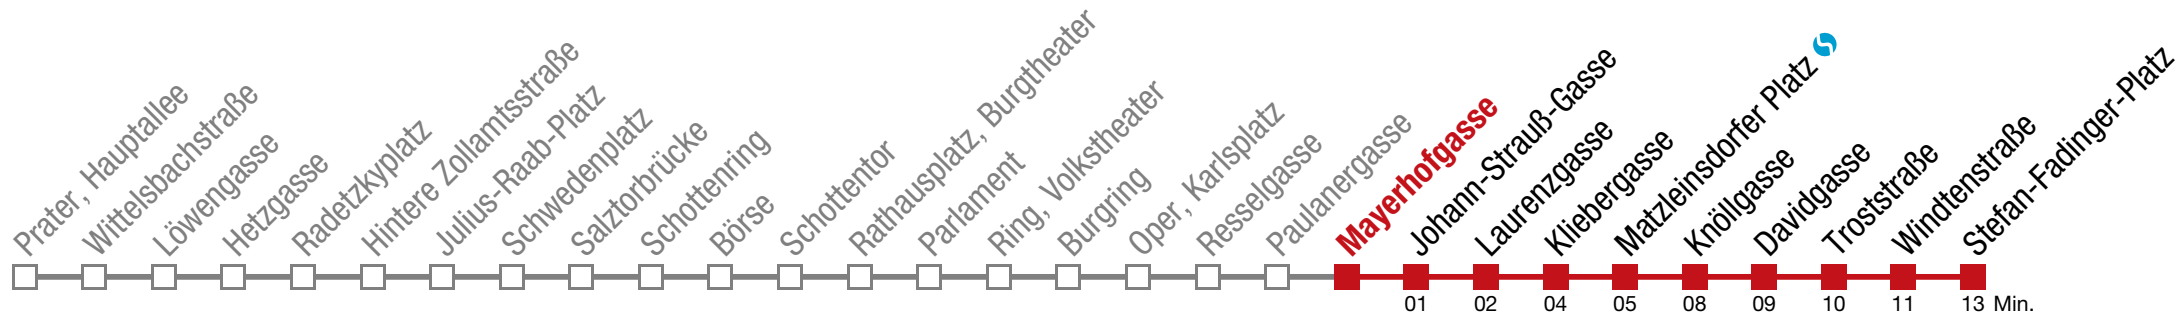 Prater, Hauptallee
Wittelsbachstraße
Löwengasse
Hetzgasse
Radetzkyplatz
Hintere Zollamtsstraße
Julius-Raab-Platz
Schwedenplatz
Salztorbrücke
Schottenring
Börse
Schottentor
Rathausplatz, Burgtheater
Parlament
Ring, Volkstheater
Burgring
Oper, Karlsplatz
Resselgasse
Paulanergasse
Mayerhofgasse
Johann-Strauß-Gasse
Laurenzgasse
Kliebergasse
Matzleinsdorfer Platz
Knöllgasse
Davidgasse
Troststraße
Windtenstraße
Stefan-Fadinger-Platz
01 02 04 05 08 09 10 11 13 Min.